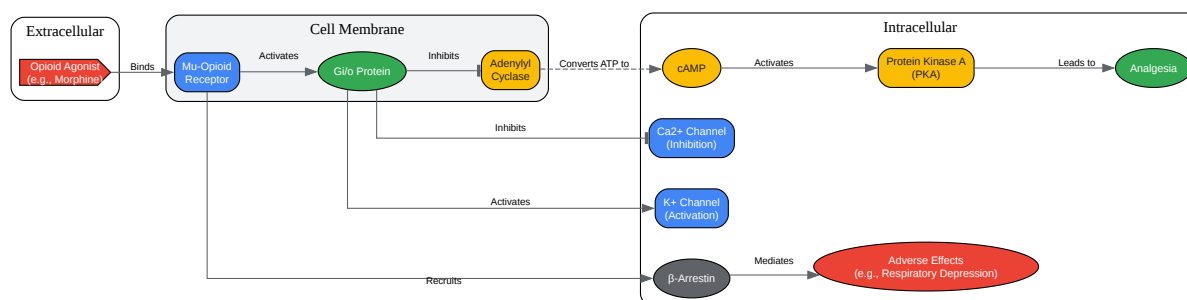 Extracellular
Opioid Agonist
(e.g., Morphine)
Binds
Cell Membrane
Mu-Opioid
Receptor
Activates
Gi/o Protein
Inhibits
Adenylyl
Cyclase
Converts ATP to
Intracellular
cAMP
Activates
Protein Kinase A
(PKA)
Leads to
Analgesia
Inhibits
Ca2+ Channel
(Inhibition)
Activates
K+ Channel
(Activation)
Recruits
β-Arrestin
Mediates
Adverse Effects
(e.g., Respiratory Depression)